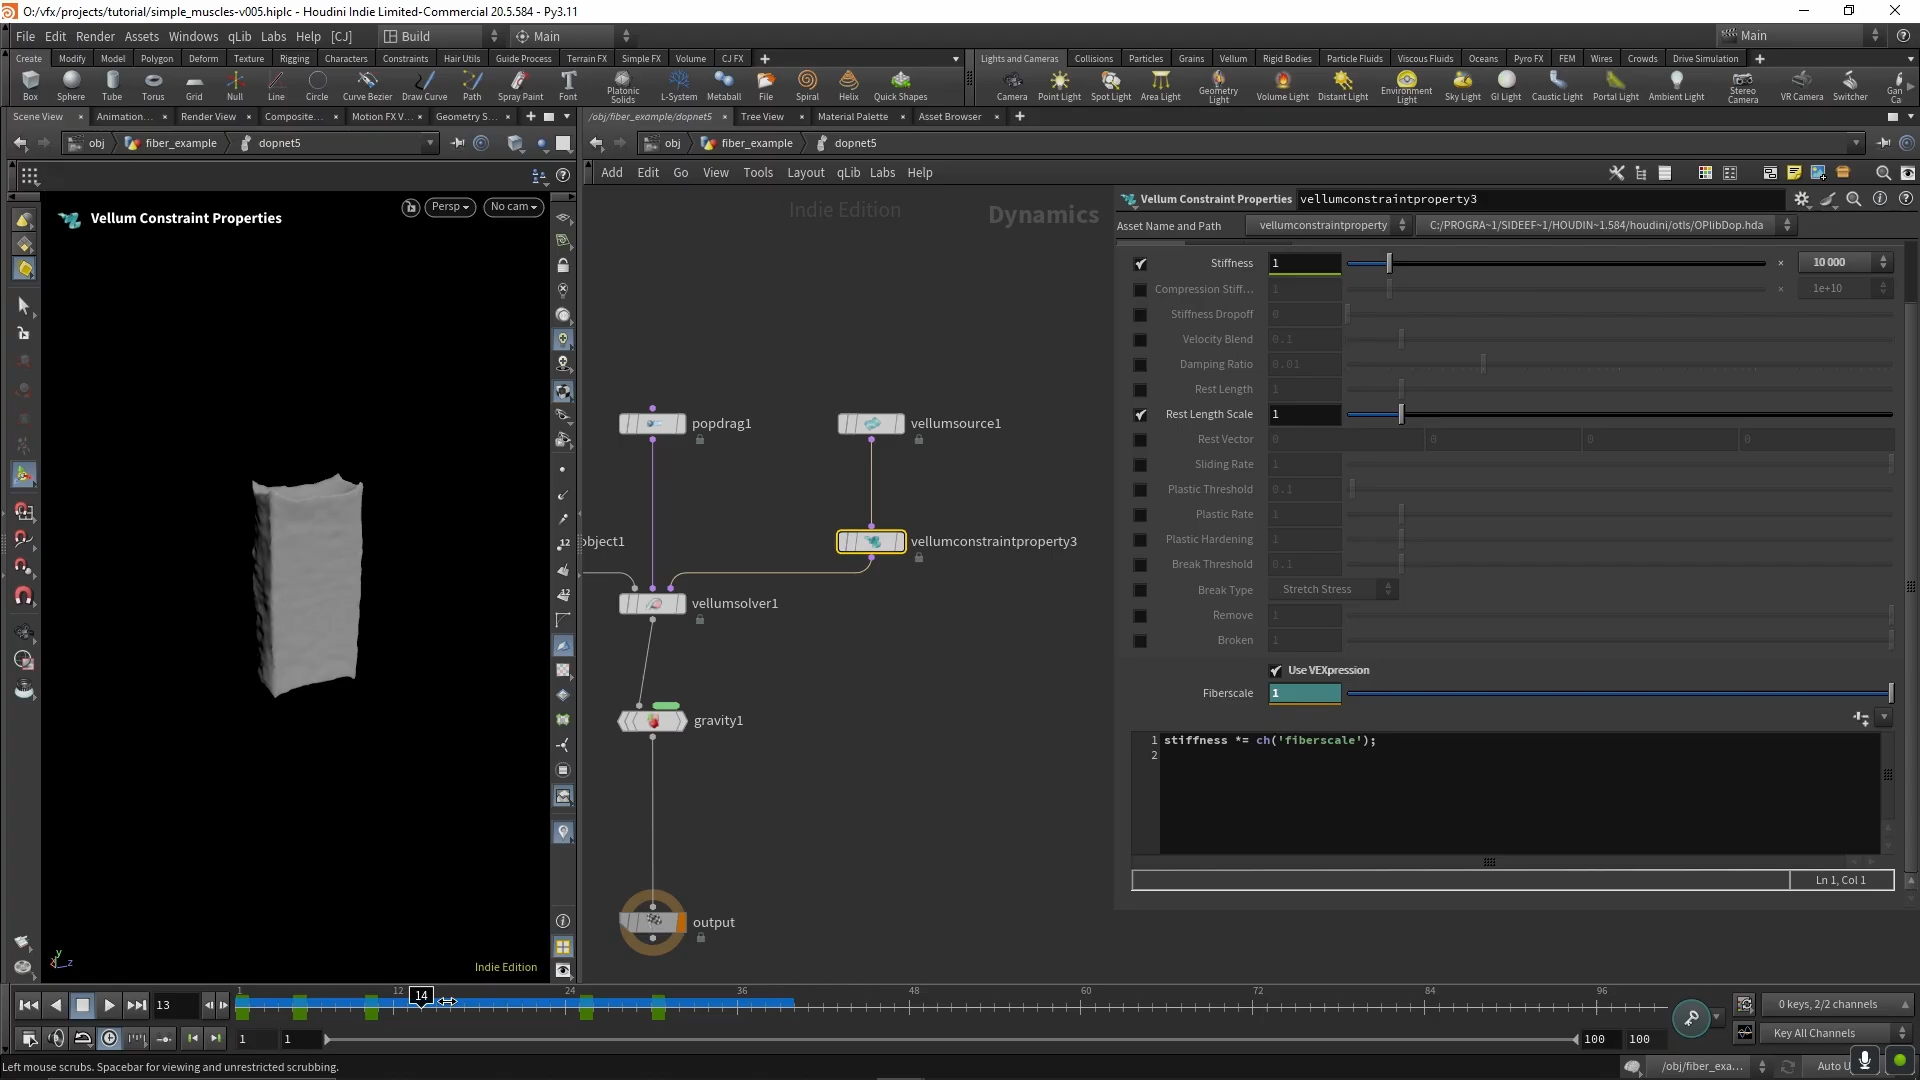 O:/vfx/projects/tutorial/simple_muscles-v005.hiplc - Houdini Indie Limited-Commercial 20.5.584 - Py3.11
File Edit Render Assets Windows qLib Labs Help [CJ] Build Main Main
Create Modify Model Polygon Deform Texture Rigging Characters Constraints Hair Utils Guide Process Terrain FX Simple FX Volume CJ FX
Lights and Cameras Collisions Particles Grains Vellum Rigid Bodies Particle Fluids Viscous Fluids Oceans Pyro FX FEM Wires Crowds Drive Simulation
Box Sphere Tube Torus Grid Null Line Circle Curve Bezier Draw Curve Path Spray Paint Font Platonic Solids L-System Metaball File Spiral Helix Quick Shapes
Camera Point Light Spot Light Area Light Geometry Light Volume Light Distant Light Environment Light Sky Light GI Light Caustic Light Portal Light Ambient Light Stereo Camera VR Camera Switcher Gan Ca
Scene View Animation... Render View Composite... Motion FX V... Geometry S...
/obj/fiber_example/dopnet5 Tree View Material Palette Asset Browser
obj fiber_example dopnet5
obj fiber_example dopnet5
Add Edit Go View Tools Layout qLib Labs Help
Vellum Constraint Properties
Persp No cam
Indie Edition
Dynamics
Vellum Constraint Properties vellumconstraintproperty3
Asset Name and Path vellumconstraintproperty C:/PROGRA~1/SIDEEF~1/HOUDIN~1.584/houdini/otls/OPlibDop.hda
Stiffness 1 × 10 000
Compression Stiff... 1 × 1e+10
Stiffness Dropoff 0
Velocity Blend 0.1
Damping Ratio 0.01
Rest Length 1
Rest Length Scale 1
Rest Vector 0 0 0 0
Sliding Rate 1
Plastic Threshold 0.1
Plastic Rate 1
Plastic Hardening 1
Break Threshold 0.1
Break Type Stretch Stress
Remove 1
Broken 1
Use VEXpression
Fiberscale 1
1 stiffness *= ch('fiberscale');
2
Ln 1, Col 1
popdrag1
vellumsource1
bject1
vellumconstraintproperty3
vellumsolver1
gravity1
output
Indie Edition
y
z
13
1 12 14 24 36 48 60 72 84 96
0 keys, 2/2 channels
1 1 100 100
Key All Channels
Left mouse scrubs. Spacebar for viewing and unrestricted scrubbing.
/obj/fiber_exa... Auto U